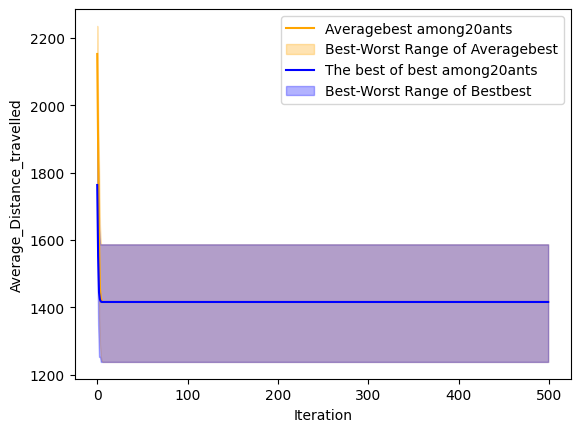 Averagebest among20ants
Best-Worst Range of Averagebest
The best of best among20ants
Best-Worst Range of Bestbest
Average_Distance_travelled
2200
2000
1800
1600
1400
1200
0 100 200 300 400 500
Iteration